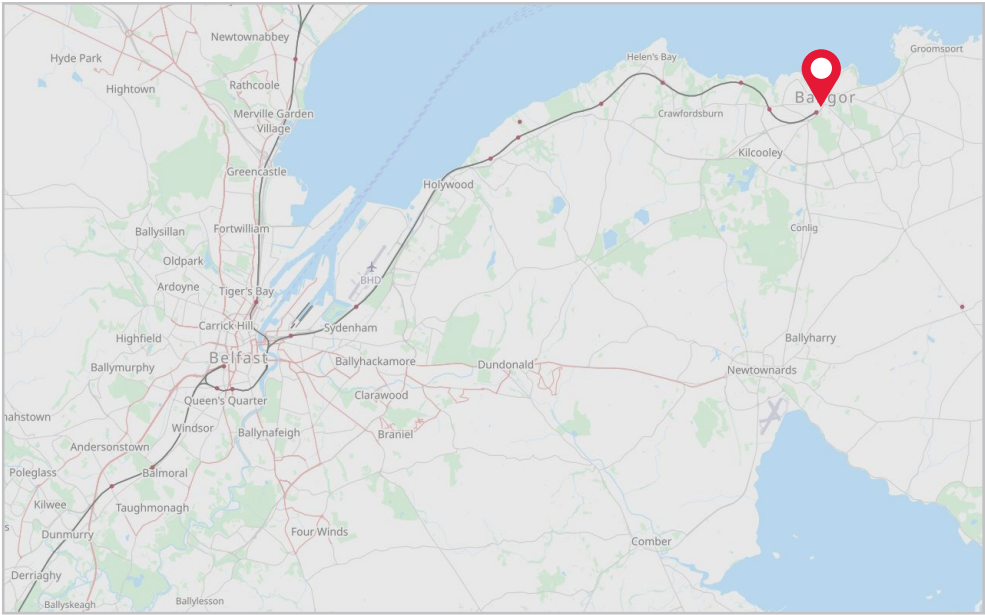 Newtownabbey
Groomsport
Hyde Park
Helen's Bay
Hightown
Rathcoole
Merville Garden
Village
Crawfordsburn
Kilcooley
Greencastle
Holywood
Ballysillan
Fortwilliam
Conlig
Oldpark
BHD
Ardoyne
Tiger's Bay
Carrick Hill
Sydenham
Highfield
Ballyharry
Belfast
Ballymurphy
Ballyhackamore
Dundonald
Newtownards
Queen's Quarter
Clarawood
Windsor
Ballynafeigh
Braniel
Andersonstown
Poleglass
Balmoral
Kilwee
Taughmonagh
Dunmurry
Four Winds
Comber
Derriaghy
Ballyskeagh
Ballylesson